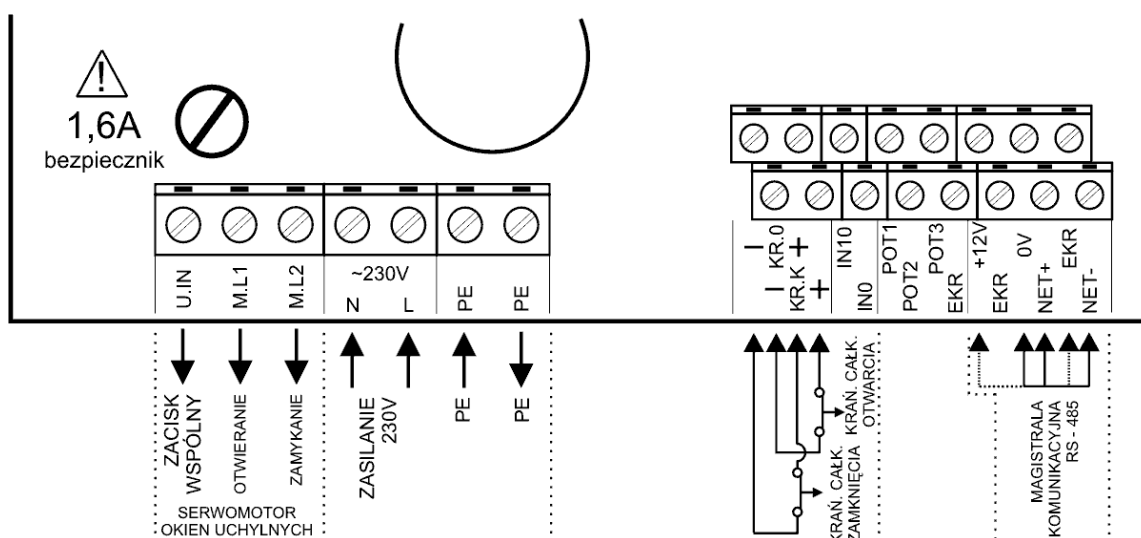 1,6A
bezpiecznik
U.IN
M.L1
M.L2
~230V
N
L
PE
PE
KR.0
KR.K
IN10
IN0
POT1
POT2
POT3
EKR
+12V
EKR
0V
NET+
EKR
NET-
ZACISK
WSPÓLNY
OTWIERANIE
ZAMYKANIE
SERWOMOTOR
OKIEN UCHYLNYCH
ZASILANIE
230V
PE
PE
KRAŃ. CAŁK.
OTWARCIA
KRAŃ. CAŁK.
ZAMKNIĘCIA
MAGISTRALA
KOMUNIKACYJNA
RS - 485